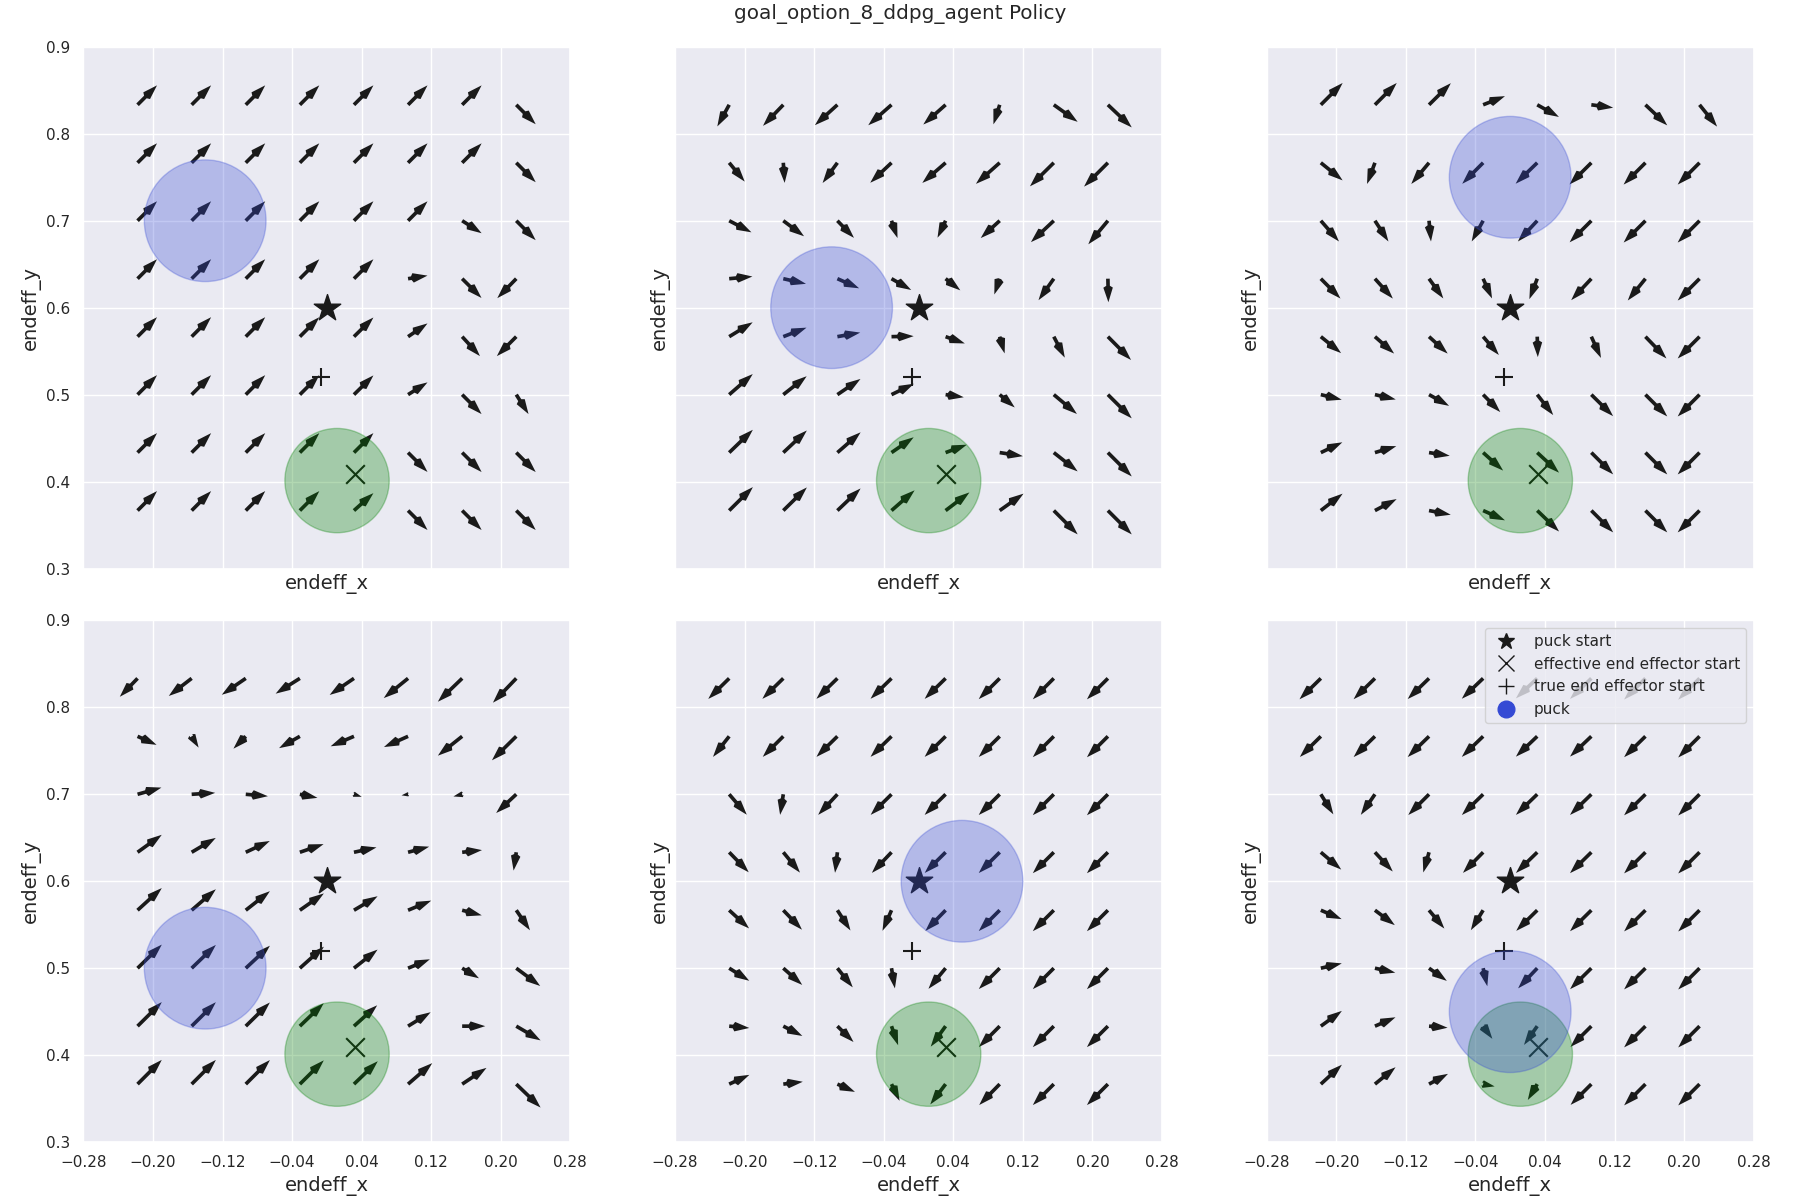 goal_option_8_ddpg_agent Policy
0.9
0.8
0.7
0.6
0.5
0.4
0.3
endeff_y
endeff_x
endeff_y
endeff_x
endeff_y
endeff_x
0.9
0.8
0.7
0.6
0.5
0.4
0.3
endeff_y
−0.28 −0.20 −0.12 −0.04 0.04 0.12 0.20 0.28
endeff_x
endeff_y
−0.28 −0.20 −0.12 −0.04 0.04 0.12 0.20 0.28
endeff_x
puck start
effective end effector start
true end effector start
puck
endeff_y
−0.28 −0.20 −0.12 −0.04 0.04 0.12 0.20 0.28
endeff_x